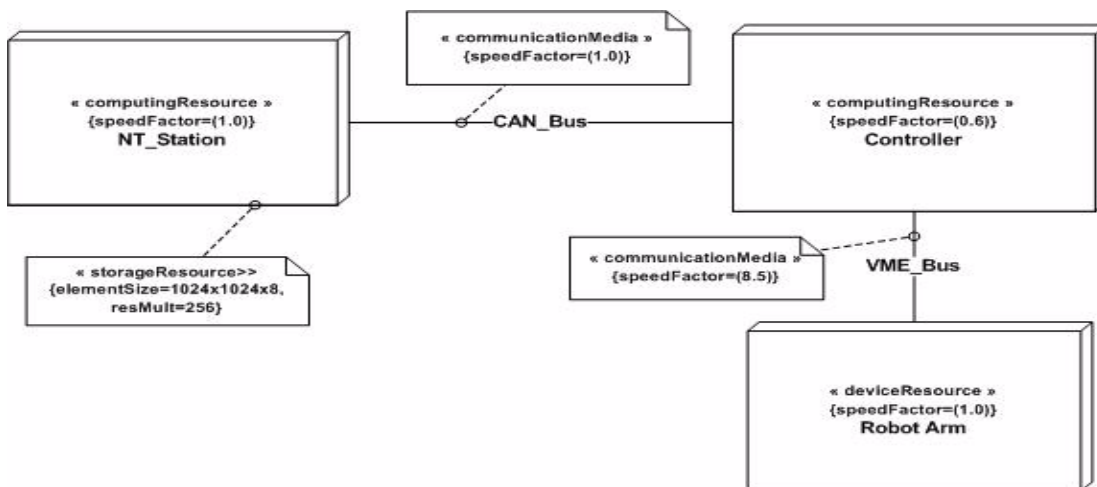 « communicationMedia »
{speedFactor=(1.0)}
« computingResource »
{speedFactor=(1.0)}
NT_Station
CAN_Bus
« computingResource »
{speedFactor=(0.6)}
Controller
« storageResource>>
{elementSize=1024x1024x8,
resMult=256}
« communicationMedia »
{speedFactor=(8.5)}
VME_Bus
« deviceResource »
{speedFactor=(1.0)}
Robot Arm